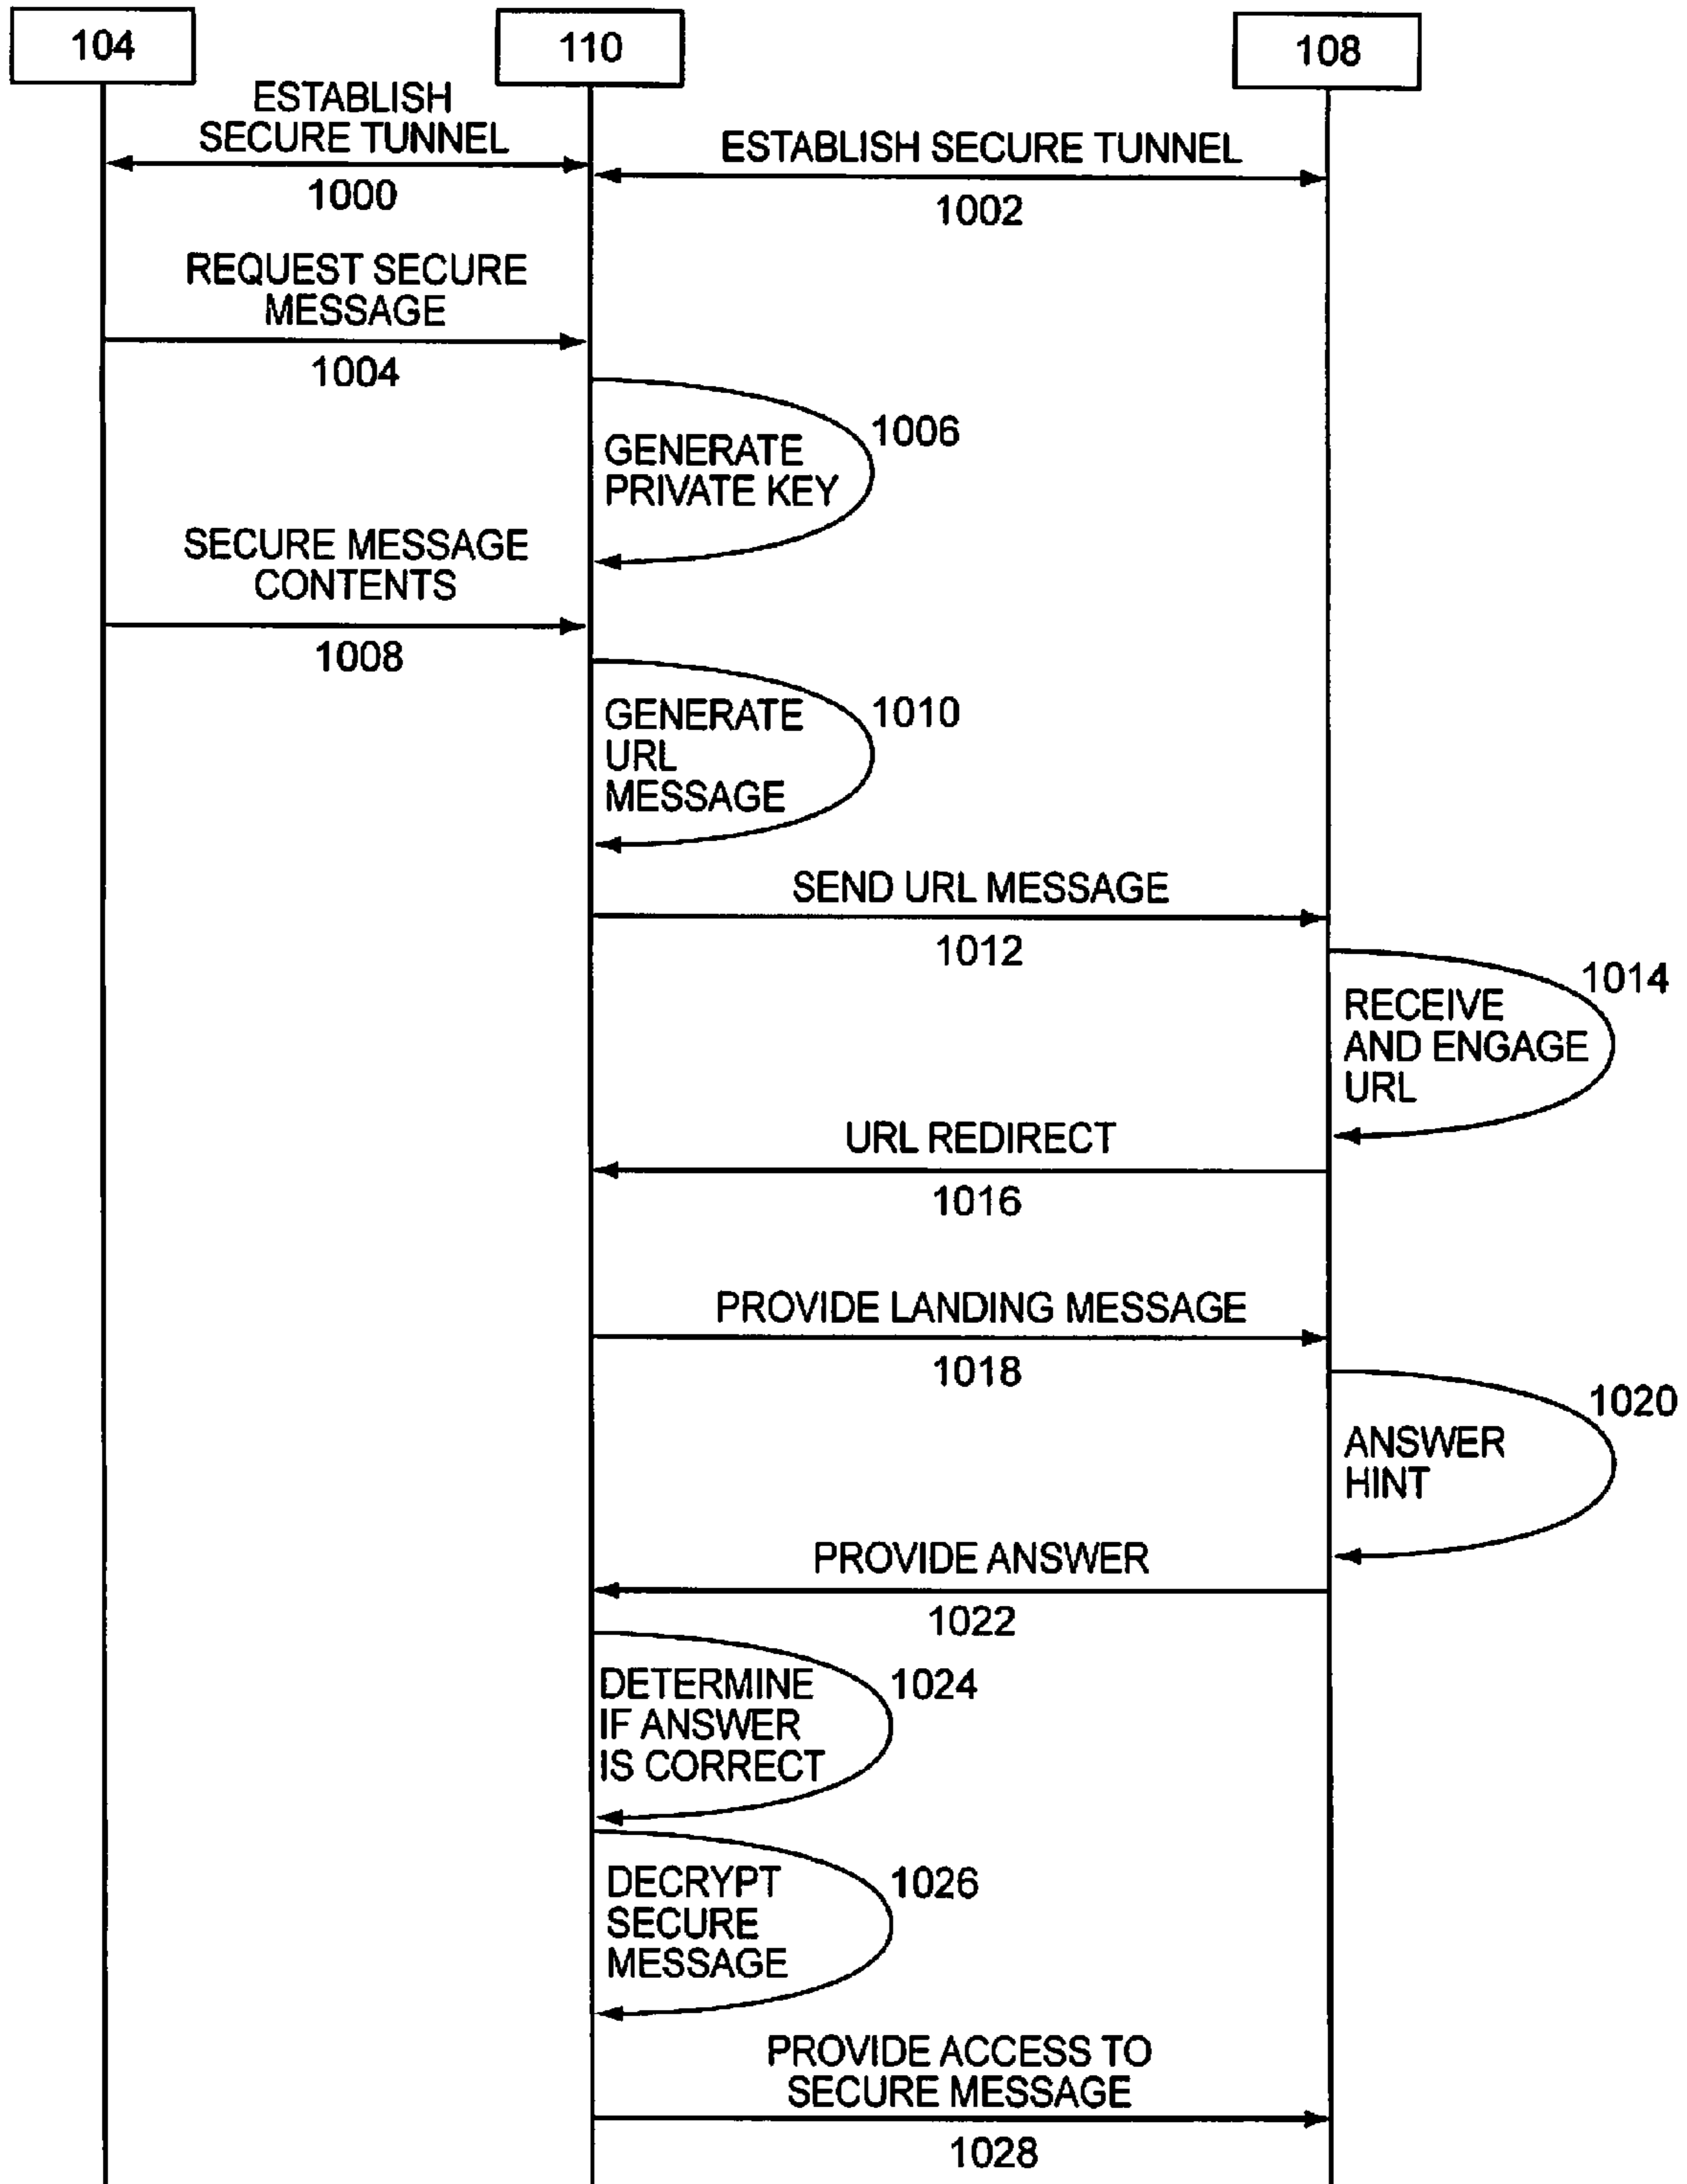 104
110
108
ESTABLISH
SECURE TUNNEL
1000
ESTABLISH SECURE TUNNEL
1002
REQUEST SECURE
MESSAGE
1004
1006
GENERATE
PRIVATE KEY
SECURE MESSAGE
CONTENTS
1008
1010
GENERATE
URL
MESSAGE
SEND URL MESSAGE
1012
1014
RECEIVE
AND ENGAGE
URL
URL REDIRECT
1016
PROVIDE LANDING MESSAGE
1018
1020
ANSWER
HINT
PROVIDE ANSWER
1022
1024
DETERMINE
IF ANSWER
IS CORRECT
1026
DECRYPT
SECURE
MESSAGE
PROVIDE ACCESS TO
SECURE MESSAGE
1028